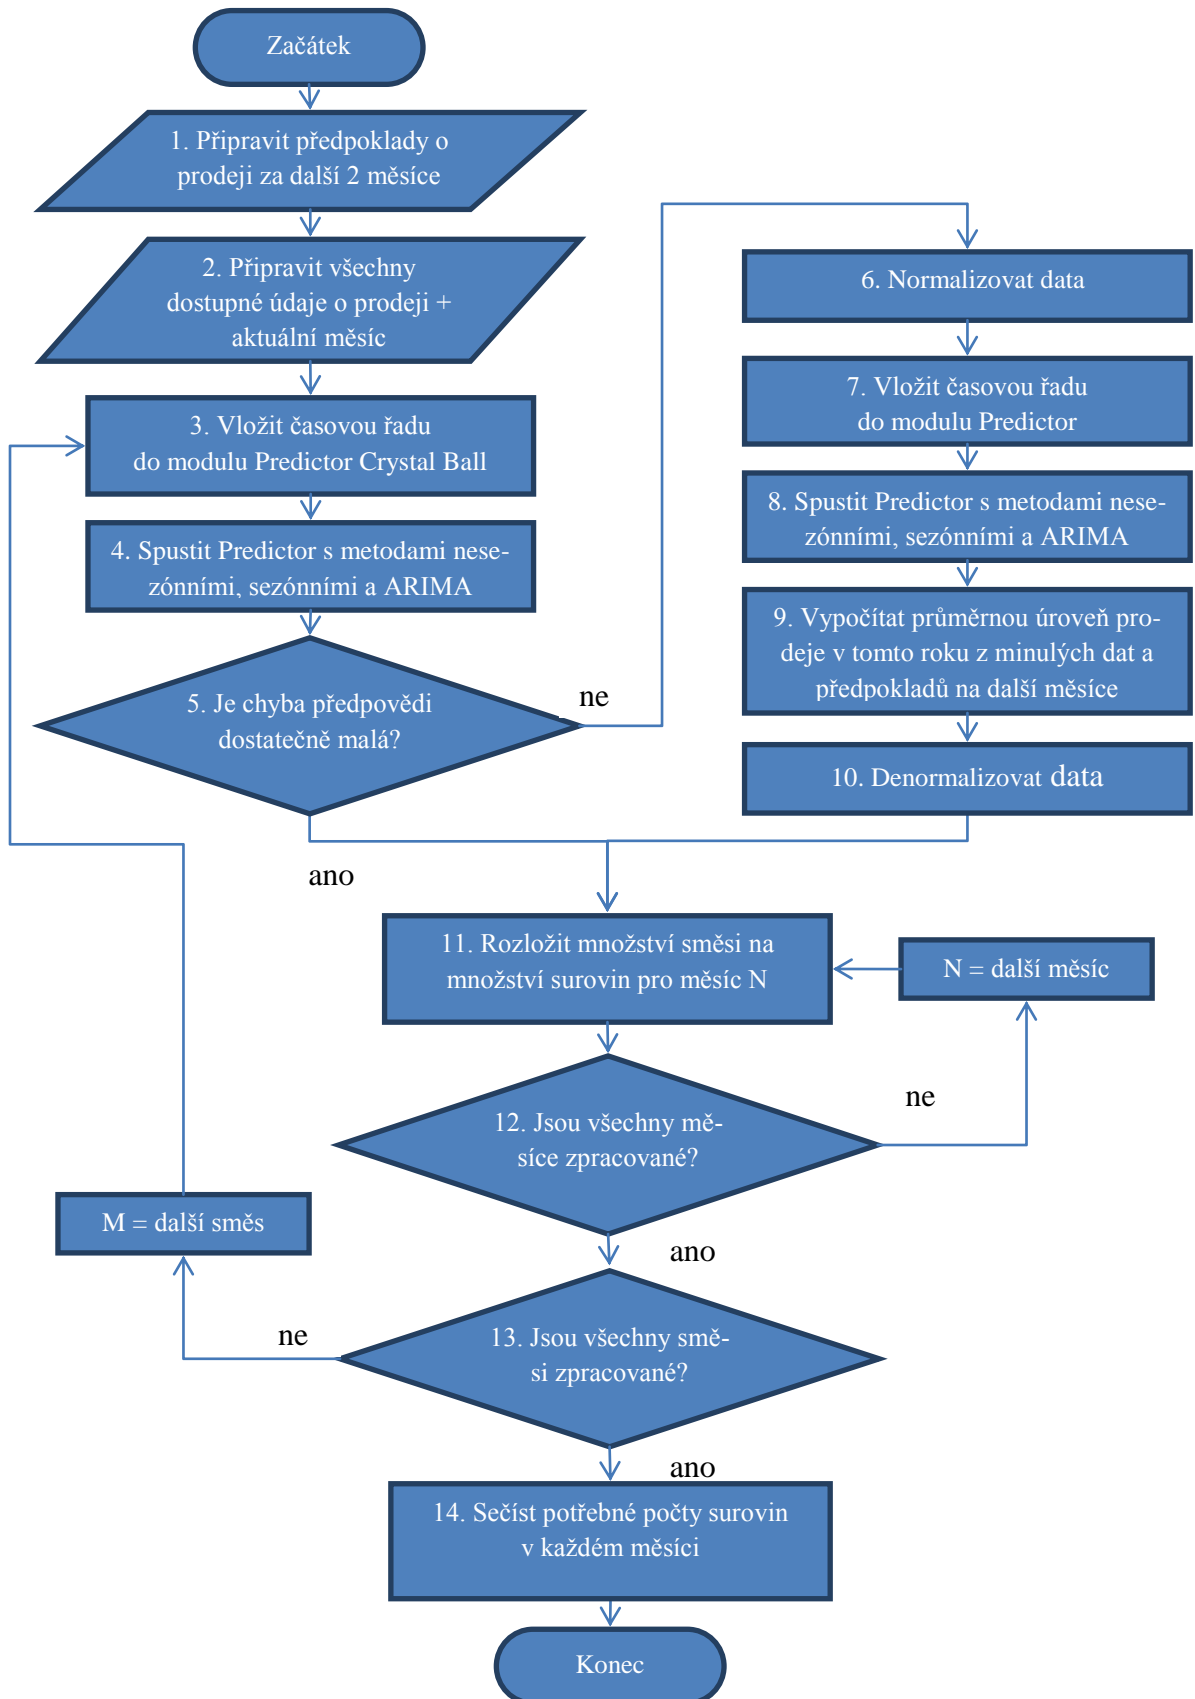 Začátek
1. Připravit předpoklady o
prodeji za další 2 měsíce
2. Připravit všechny
dostupné údaje o prodeji +
aktuální měsíc
3. Vložit časovou řadu
do modulu Predictor Crystal Ball
4. Spustit Predictor s metodami nese-
zónními, sezónními a ARIMA
5. Je chyba předpovědi
dostatečně malá?
ne
6. Normalizovat data
7. Vložit časovou řadu
do modulu Predictor
8. Spustit Predictor s metodami nese-
zónními, sezónními a ARIMA
9. Vypočítat průměrnou úroveň pro-
deje v tomto roku z minulých dat a
předpokladů na další měsíce
10. Denormalizovat data
ano
11. Rozložit množství směsi na
množství surovin pro měsíc N
N = další měsíc
12. Jsou všechny mě-
síce zpracované?
ne
ano
M = další směs
ne
13. Jsou všechny smě-
si zpracované?
ano
14. Sečíst potřebné počty surovin
v každém měsíci
Konec